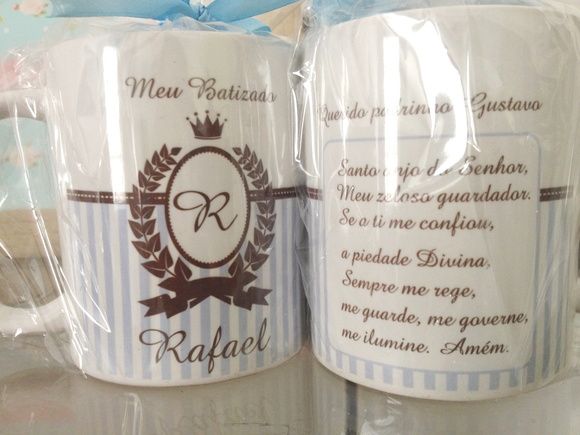 Meu Batizado
R
Rafael
Querido padrinho Gustavo
Santo anjo do Senhor,
Meu zeloso guardador.
Se a ti me confiou,
a piedade Divina,
Sempre me rege,
me guarde, me governe,
me ilumine. Amém.